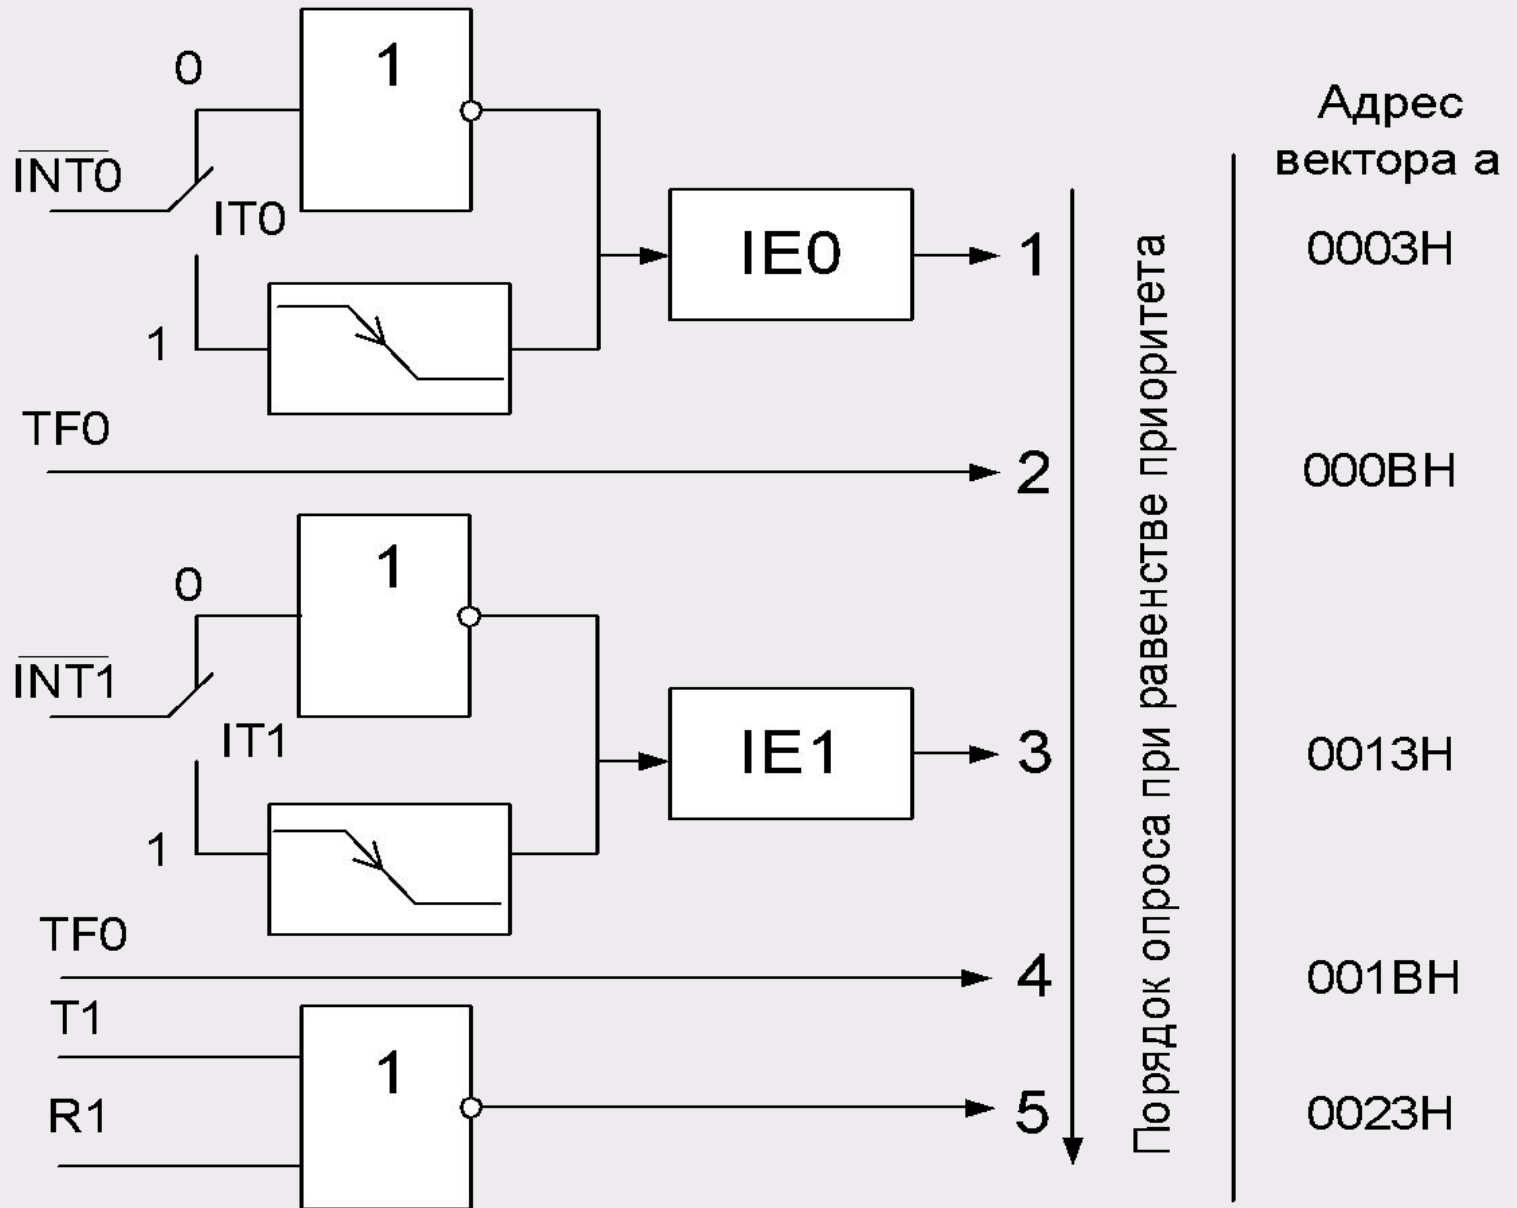 0
1
Адрес
вектора а
INT0
IT0
IE0
1
0003H
1
TF0
2
000BH
0
1
INT1
IT1
IE1
3
0013H
1
TF0
4
001BH
T1
1
R1
5
0023H
Порядок опроса при равенстве приоритета